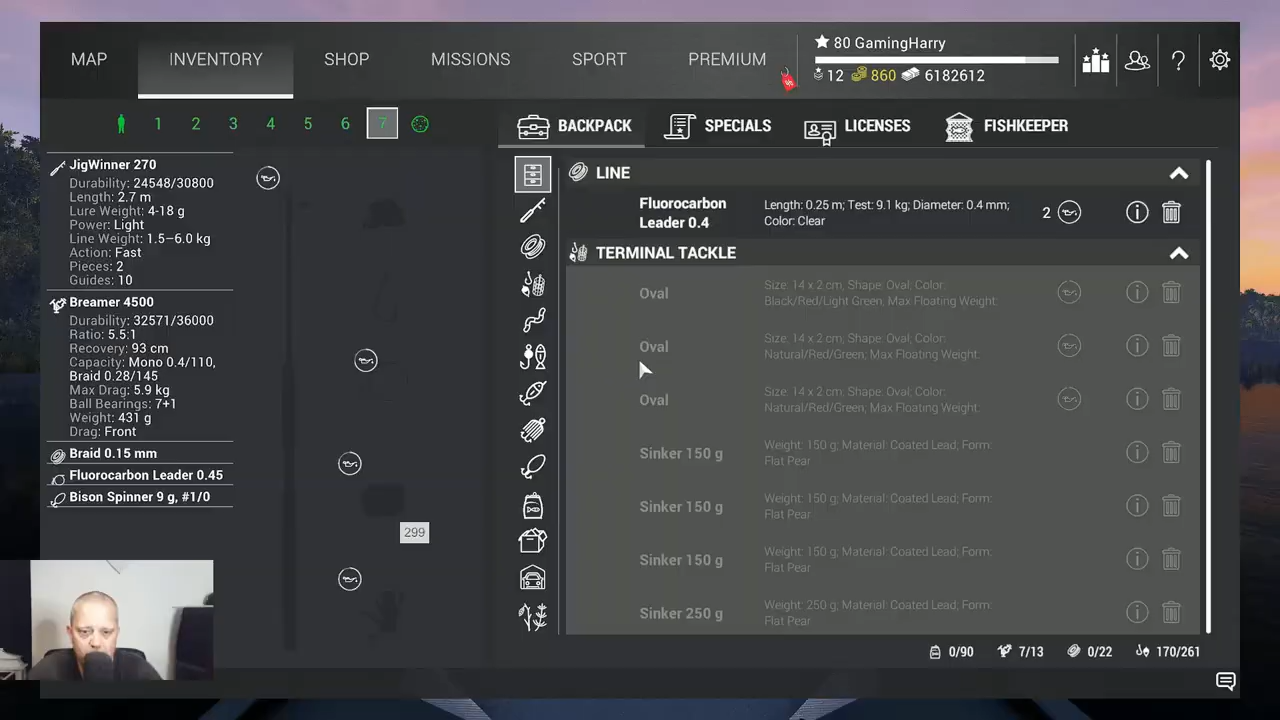 MAP
INVENTORY
SHOP
MISSIONS
SPORT
PREMIUM
80 GamingHarry
12 860 6182612
?
1 2 3 4 5 6 7
BACKPACK
SPECIALS
LICENSES
FISHKEEPER
JigWinner 270
Durability: 24548/30800
Length: 2.7 m
Lure Weight: 4-18 g
Power: Light
Line Weight: 1.5–6.0 kg
Action: Fast
Pieces: 2
Guides: 10
Breamer 4500
Durability: 32571/36000
Ratio: 5.5:1
Recovery: 93 cm
Capacity: Mono 0.4/110,
Braid 0.28/145
Max Drag: 5.9 kg
Ball Bearings: 7+1
Weight: 431 g
Drag: Front
Braid 0.15 mm
Fluorocarbon Leader 0.45
Bison Spinner 9 g, #1/0
299
LINE
Fluorocarbon
Leader 0.4
Length: 0.25 m; Test: 9.1 kg; Diameter: 0.4 mm;
Color: Clear
2
TERMINAL TACKLE
Oval
Size: 14 x 2 cm; Shape: Oval; Color:
Black/Red/Light Green; Max Floating Weight:
Oval
Size: 14 x 2 cm; Shape: Oval; Color:
Natural/Red/Green; Max Floating Weight:
Oval
Size: 14 x 2 cm; Shape: Oval; Color:
Natural/Red/Green; Max Floating Weight:
Sinker 150 g
Weight: 150 g; Material: Coated Lead; Form:
Flat Pear
Sinker 150 g
Weight: 150 g; Material: Coated Lead; Form:
Flat Pear
Sinker 150 g
Weight: 150 g; Material: Coated Lead; Form:
Flat Pear
Sinker 250 g
Weight: 250 g; Material: Coated Lead; Form:
Flat Pear
0/90 7/13 0/22 170/261